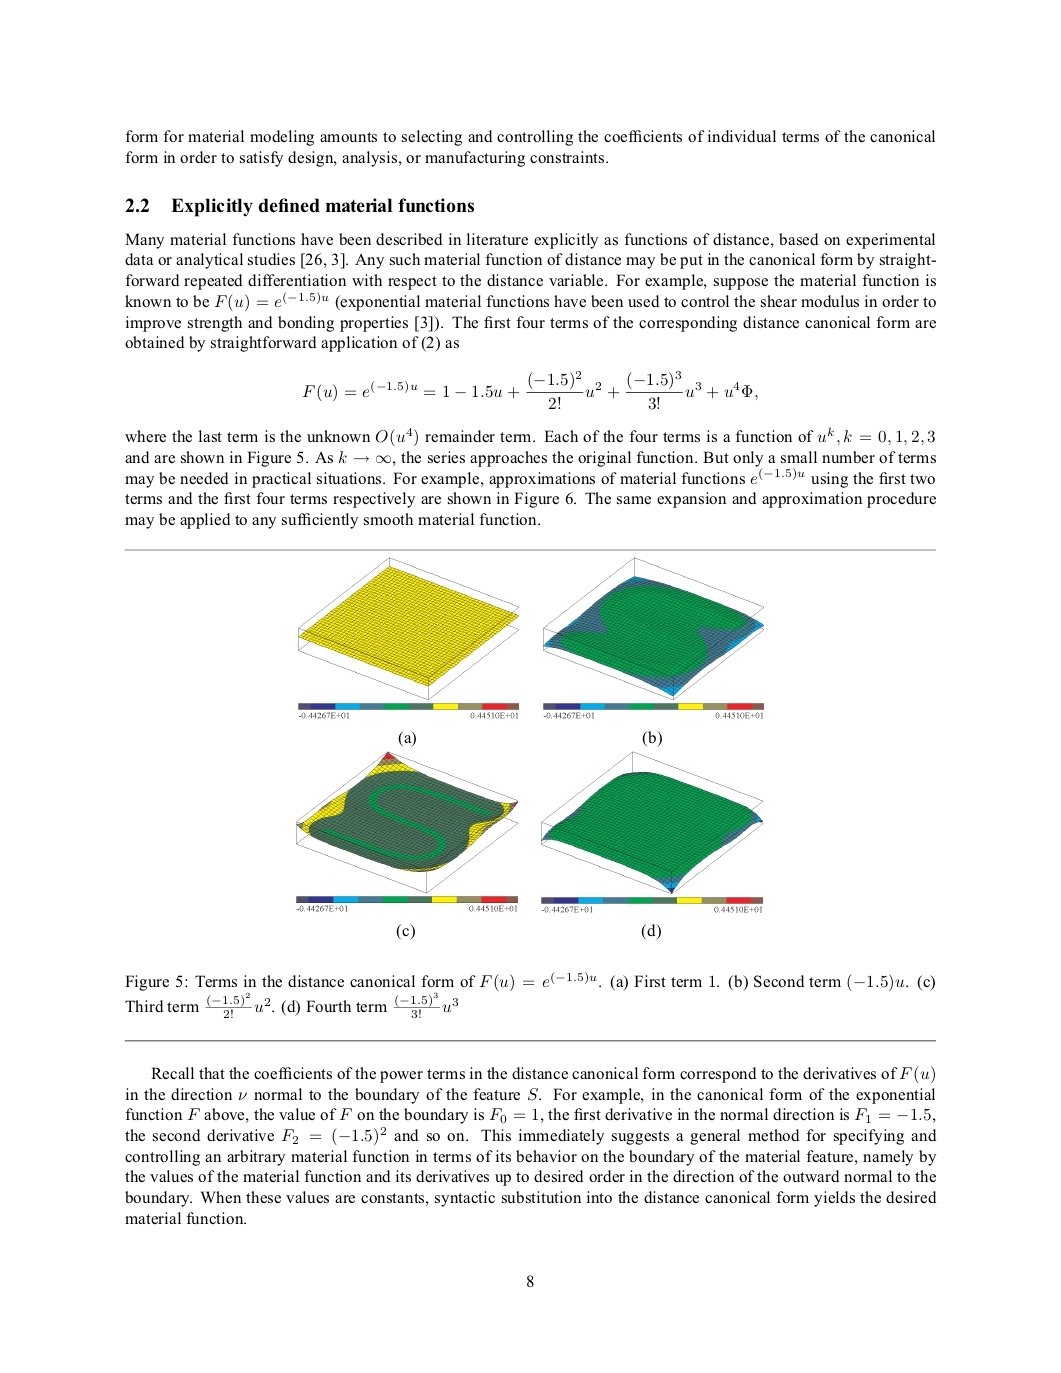 form for material modeling amounts to selecting and controlling the coefficients of individual terms of the canonical
form in order to satisfy design, analysis, or manufacturing constraints.
2.2 Explicitly defined material functions
Many material functions have been described in literature explicitly as functions of distance, based on experimental
data or analytical studies [26, 3]. Any such material function of distance may be put in the canonical form by straight-
forward repeated differentiation with respect to the distance variable. For example, suppose the material function is
known to be F(u) = e^{(−1.5)u} (exponential material functions have been used to control the shear modulus in order to
improve strength and bonding properties [3]). The first four terms of the corresponding distance canonical form are
obtained by straightforward application of (2) as
F(u) = e^{(−1.5)u} = 1 − 1.5u + \frac{(−1.5)^2}{2!}u^2 + \frac{(−1.5)^3}{3!}u^3 + u^4Φ,
where the last term is the unknown O(u^4) remainder term. Each of the four terms is a function of u^k, k = 0, 1, 2, 3
and are shown in Figure 5. As k → ∞, the series approaches the original function. But only a small number of terms
may be needed in practical situations. For example, approximations of material functions e^{(−1.5)u} using the first two
terms and the first four terms respectively are shown in Figure 6. The same expansion and approximation procedure
may be applied to any sufficiently smooth material function.
-0.44267E+01 0.44510E+01 -0.44267E+01 0.44510E+01
(a) (b)
-0.44267E+01 0.44510E+01 -0.44267E+01 0.44510E+01
(c) (d)
Figure 5: Terms in the distance canonical form of F(u) = e^{(−1.5)u}. (a) First term 1. (b) Second term (−1.5)u. (c)
Third term \frac{(−1.5)^2}{2!}u^2. (d) Fourth term \frac{(−1.5)^3}{3!}u^3
Recall that the coefficients of the power terms in the distance canonical form correspond to the derivatives of F(u)
in the direction ν normal to the boundary of the feature S. For example, in the canonical form of the exponential
function F above, the value of F on the boundary is F_0 = 1, the first derivative in the normal direction is F_1 = −1.5,
the second derivative F_2 = (−1.5)^2 and so on. This immediately suggests a general method for specifying and
controlling an arbitrary material function in terms of its behavior on the boundary of the material feature, namely by
the values of the material function and its derivatives up to desired order in the direction of the outward normal to the
boundary. When these values are constants, syntactic substitution into the distance canonical form yields the desired
material function.
8